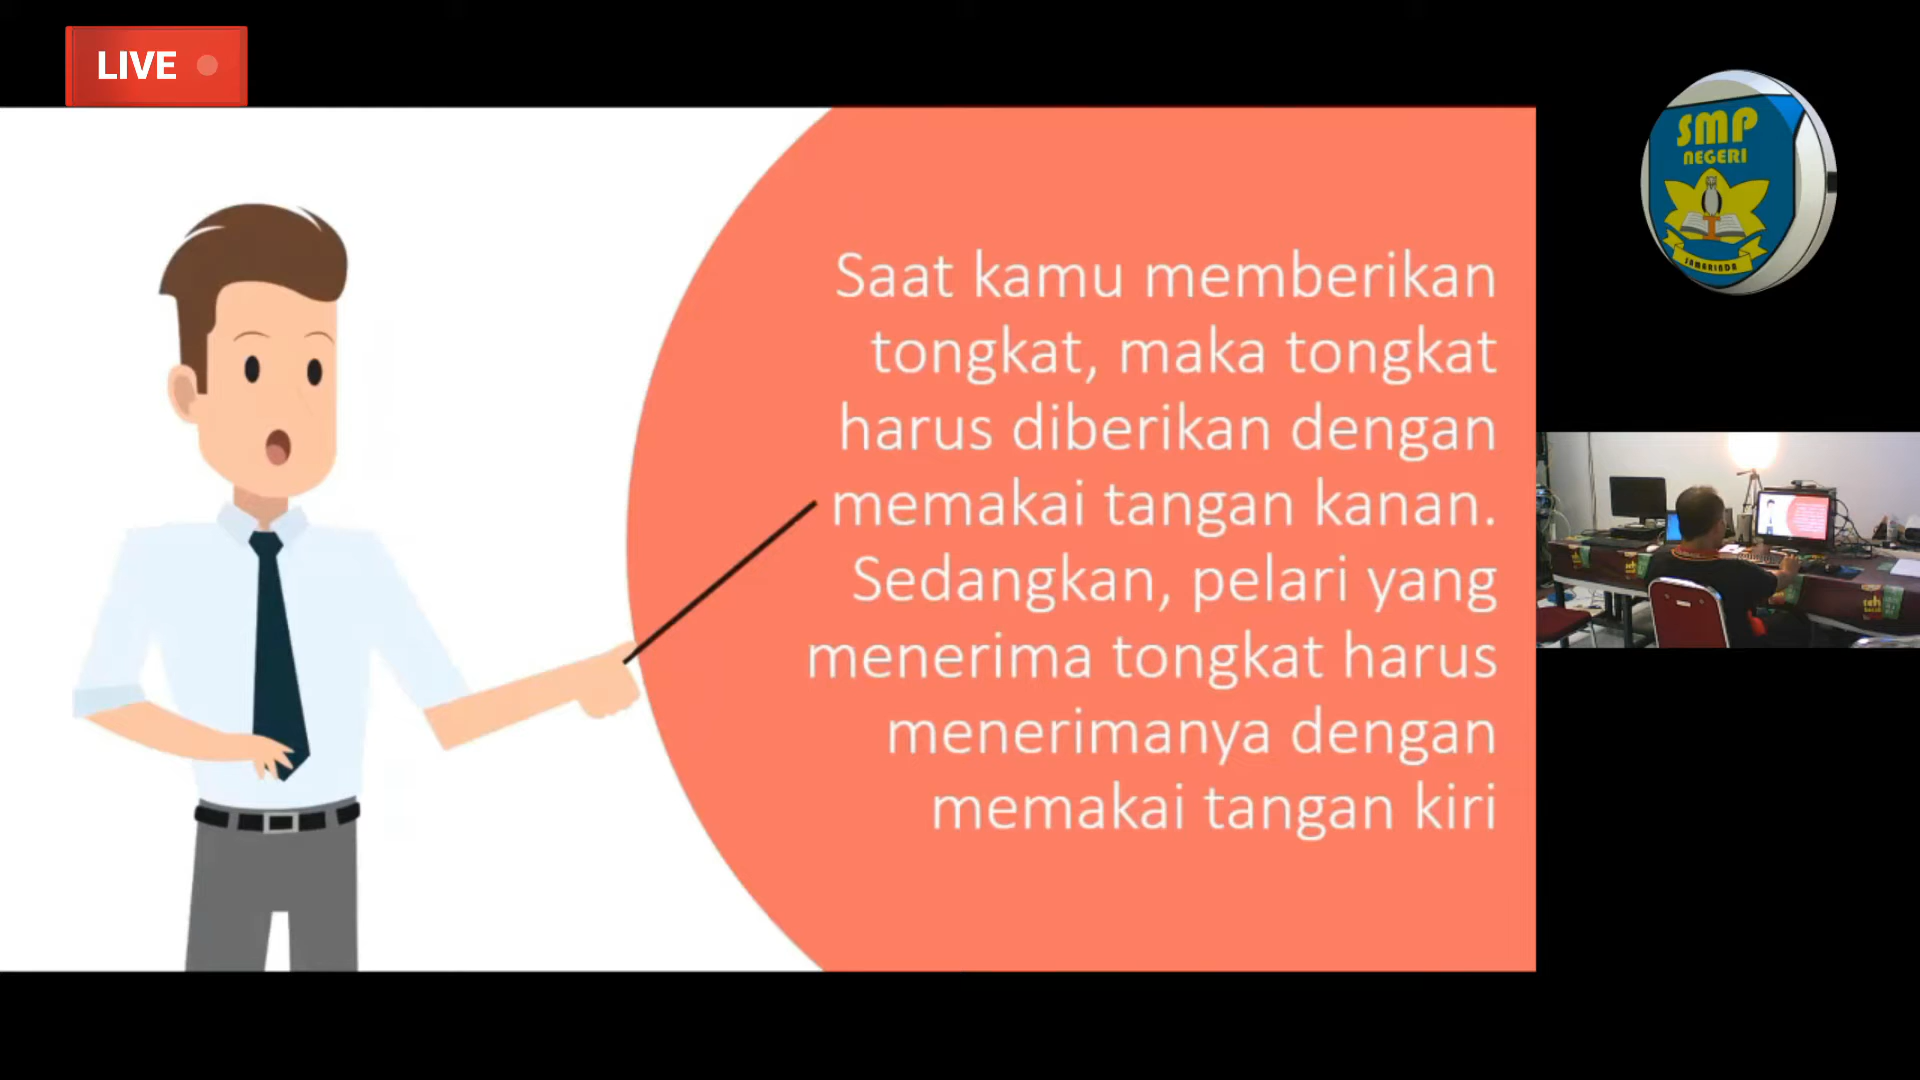 LIVE
SMP
NEGERI
SAMARINDA
Saat kamu memberikan
tongkat, maka tongkat
harus diberikan dengan
memakai tangan kanan.
Sedangkan, pelari yang
menerima tongkat harus
menerimanya dengan
memakai tangan kiri